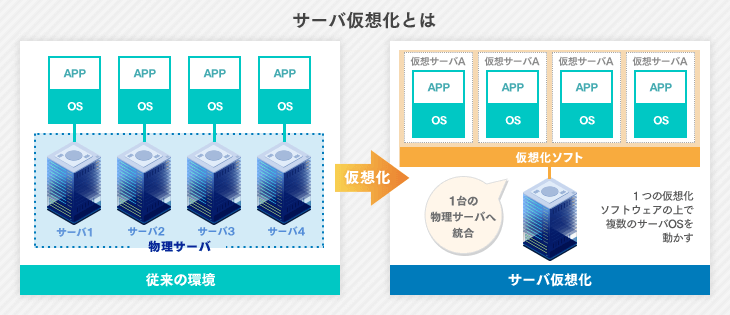 サーバ仮想化とは
APP
APP
APP
APP
OS
OS
OS
OS
サーバ1
サーバ2
サーバ3
サーバ4
物理サーバ
従来の環境
仮想化
仮想サーバA
仮想サーバA
仮想サーバA
仮想サーバA
APP
APP
APP
APP
OS
OS
OS
OS
仮想化ソフト
1台の
物理サーバへ
統合
１つの仮想化
ソフトウェアの上で
複数のサーバOSを
動かす
サーバ仮想化